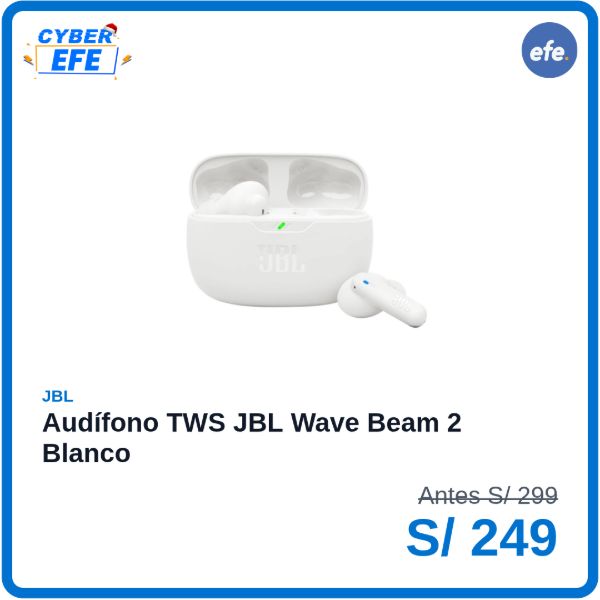 CYBER
EFE
efe.
JBL
JBL
Audífono TWS JBL Wave Beam 2
Blanco
Antes S/ 299
S/ 249